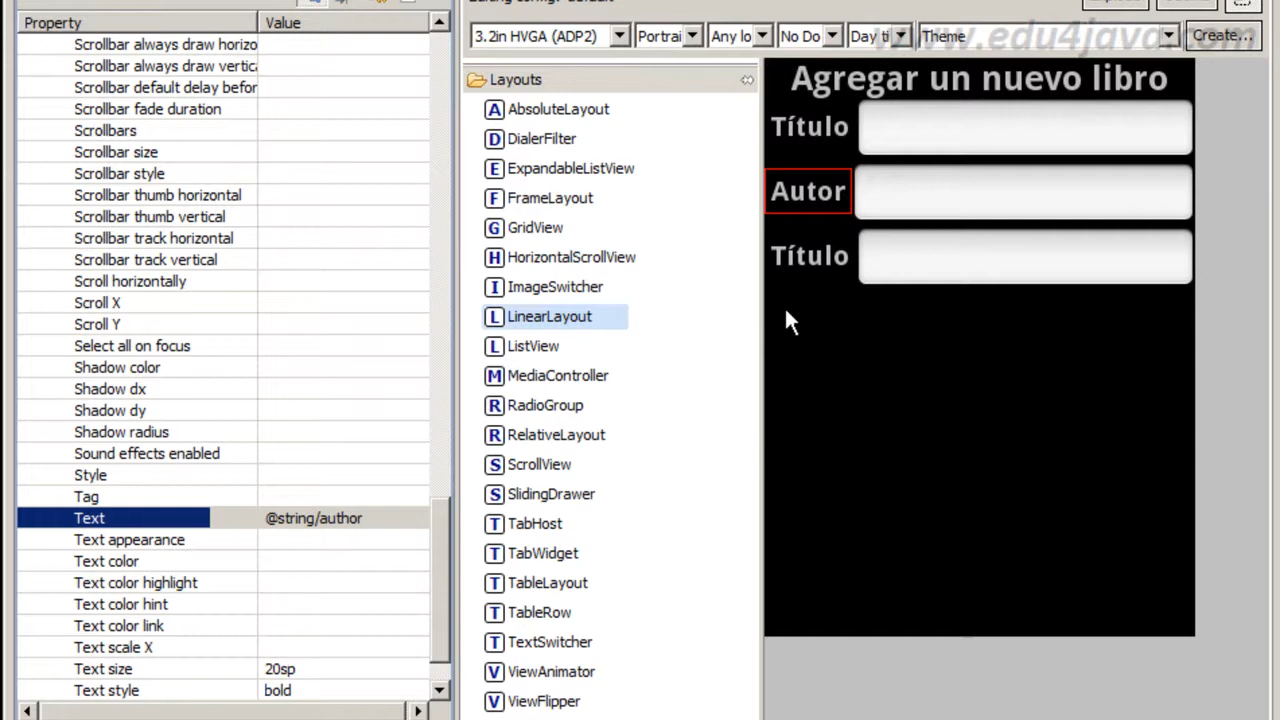 Property Value
Scrollbar always draw horizo
Scrollbar always draw vertica
Scrollbar default delay befor
Scrollbar fade duration
Scrollbars
Scrollbar size
Scrollbar style
Scrollbar thumb horizontal
Scrollbar thumb vertical
Scrollbar track horizontal
Scrollbar track vertical
Scroll horizontally
Scroll X
Scroll Y
Select all on focus
Shadow color
Shadow dx
Shadow dy
Shadow radius
Sound effects enabled
Style
Tag
Text @string/author
Text appearance
Text color
Text color highlight
Text color hint
Text color link
Text scale X
Text size 20sp
Text style bold
3.2in HVGA (ADP2) Portrai Any lo No Do Day ti Theme Create...
www.edu4java.com
Layouts
A AbsoluteLayout
D DialerFilter
E ExpandableListView
F FrameLayout
G GridView
H HorizontalScrollView
I ImageSwitcher
L LinearLayout
L ListView
M MediaController
R RadioGroup
R RelativeLayout
S ScrollView
S SlidingDrawer
T TabHost
T TabWidget
T TableLayout
T TableRow
T TextSwitcher
V ViewAnimator
V ViewFlipper
Agregar un nuevo libro
Título
Autor
Título